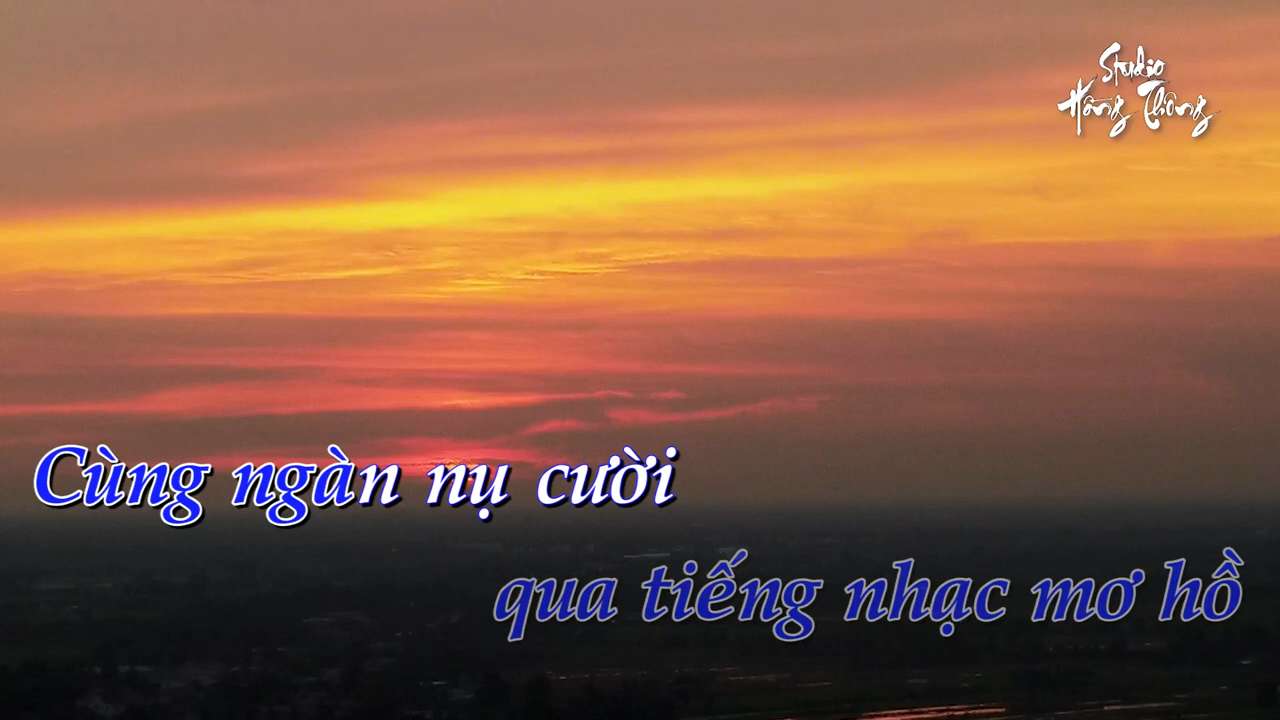 Studio
Hồng Thông
Cùng ngàn nụ cười
qua tiếng nhạc mơ hồ